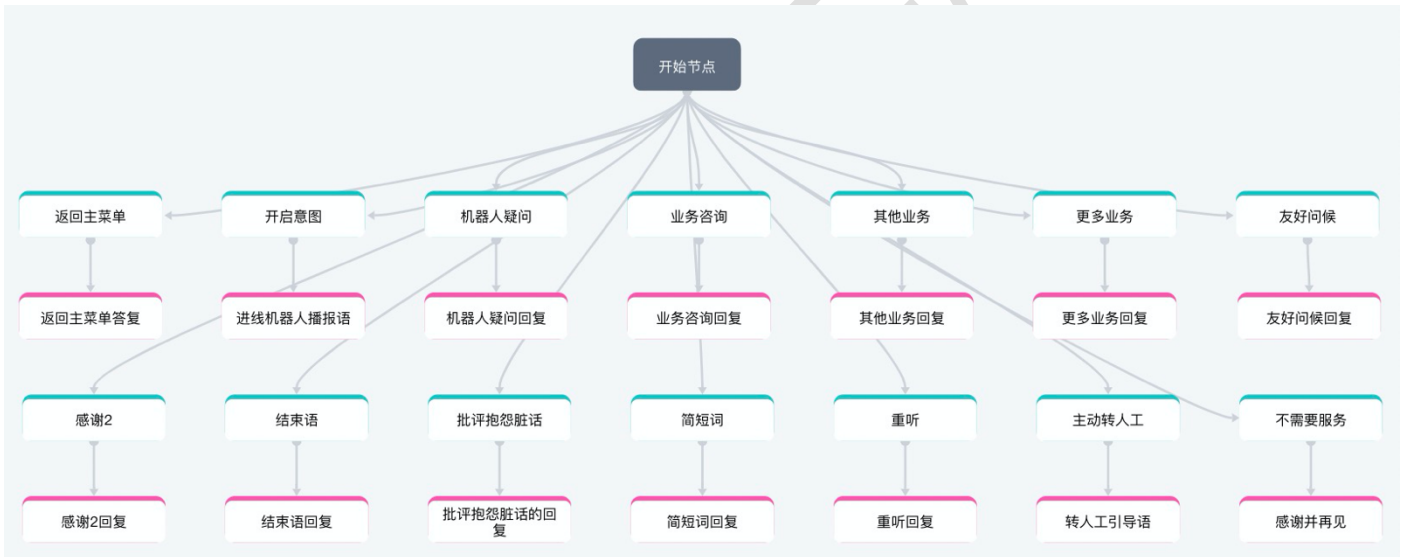 开始节点
返回主菜单
开启意图
机器人疑问
业务咨询
其他业务
更多业务
友好问候
返回主菜单答复
进线机器人播报语
机器人疑问回复
业务咨询回复
其他业务回复
更多业务回复
友好问候回复
感谢2
结束语
批评抱怨脏话
简短词
重听
主动转人工
不需要服务
感谢2回复
结束语回复
批评抱怨脏话的回
复
简短词回复
重听回复
转人工引导语
感谢并再见